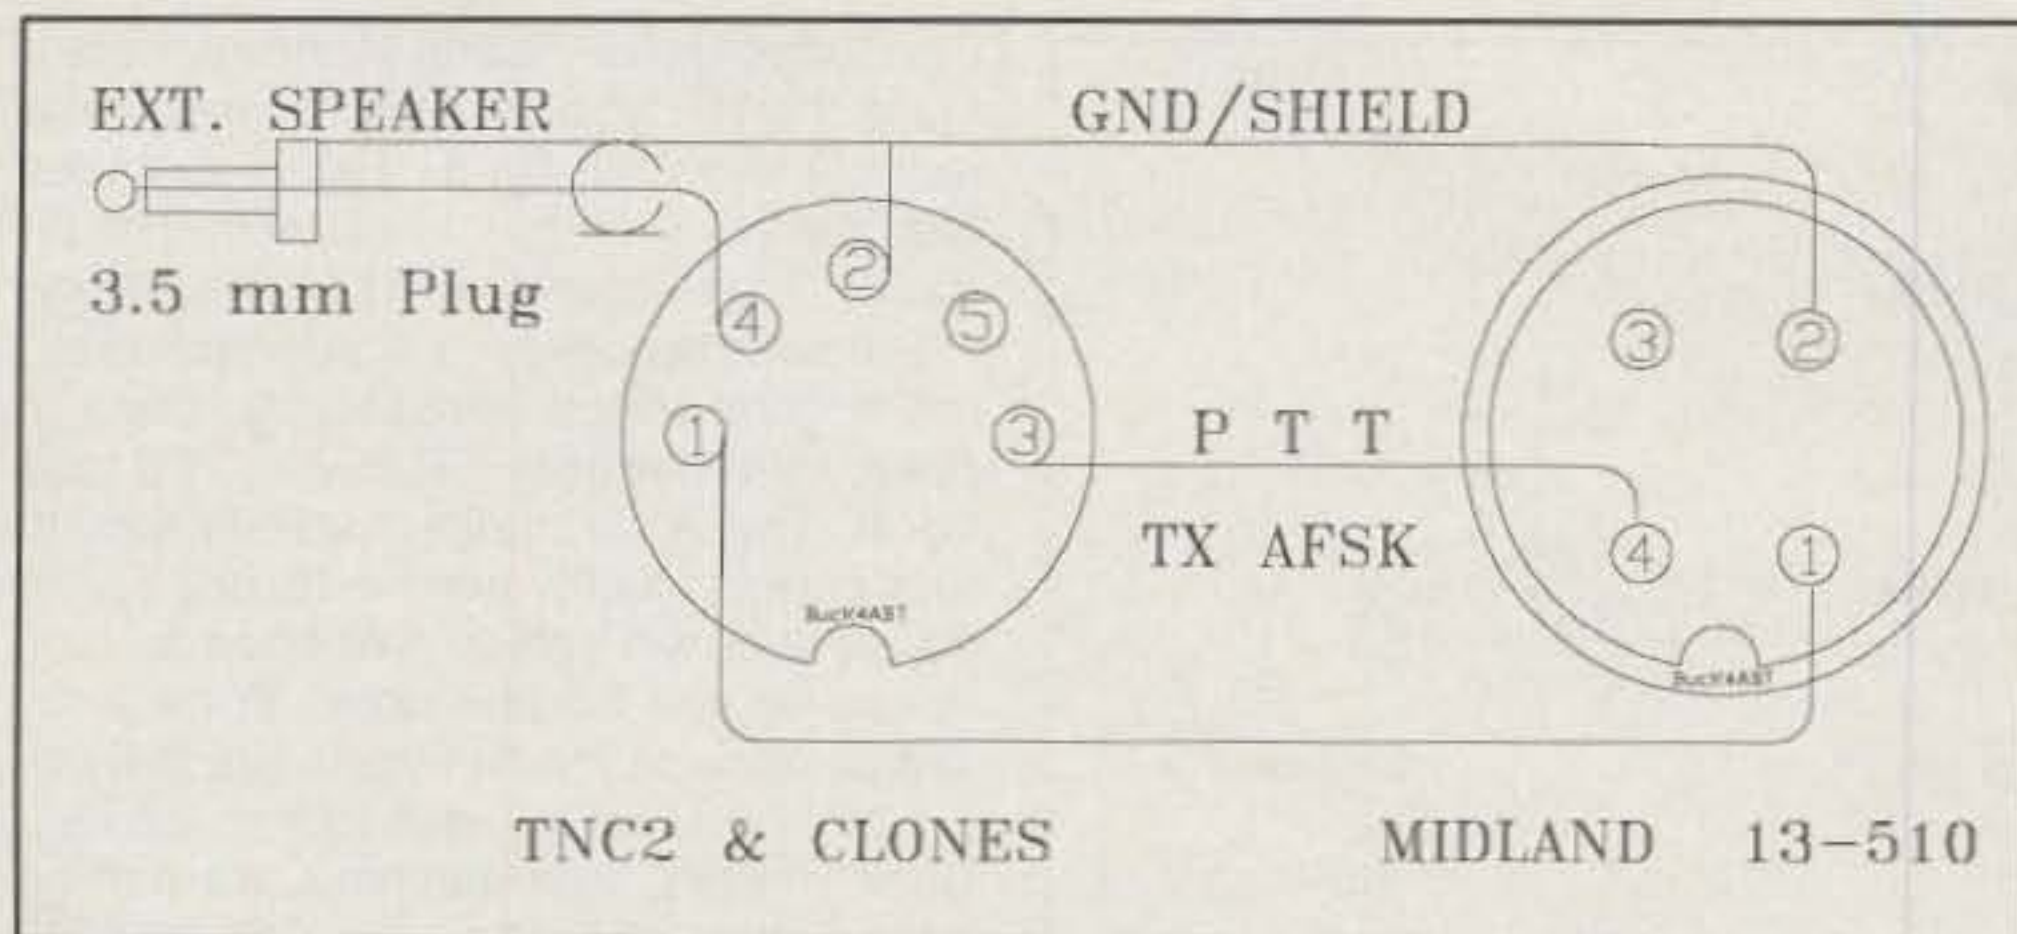 EXT. SPEAKER
GND/SHIELD
3.5 mm Plug
2
4
5
3
2
1
3
P T T
TX AFSK
4
1
TNC2 & CLONES
MIDLAND 13-510